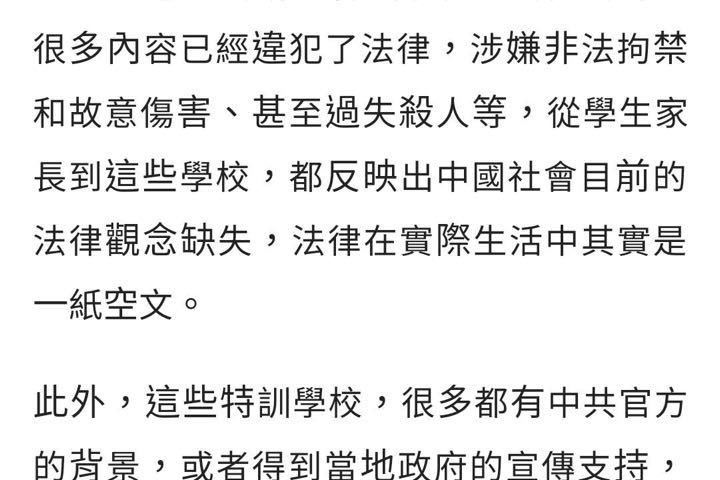 很多內容已經違犯了法律，涉嫌非法拘禁
和故意傷害、甚至過失殺人等，從學生家
長到這些學校，都反映出中國社會目前的
法律觀念缺失，法律在實際生活中其實是
一紙空文。
此外，這些特訓學校，很多都有中共官方
的背景，或者得到當地政府的宣傳支持，